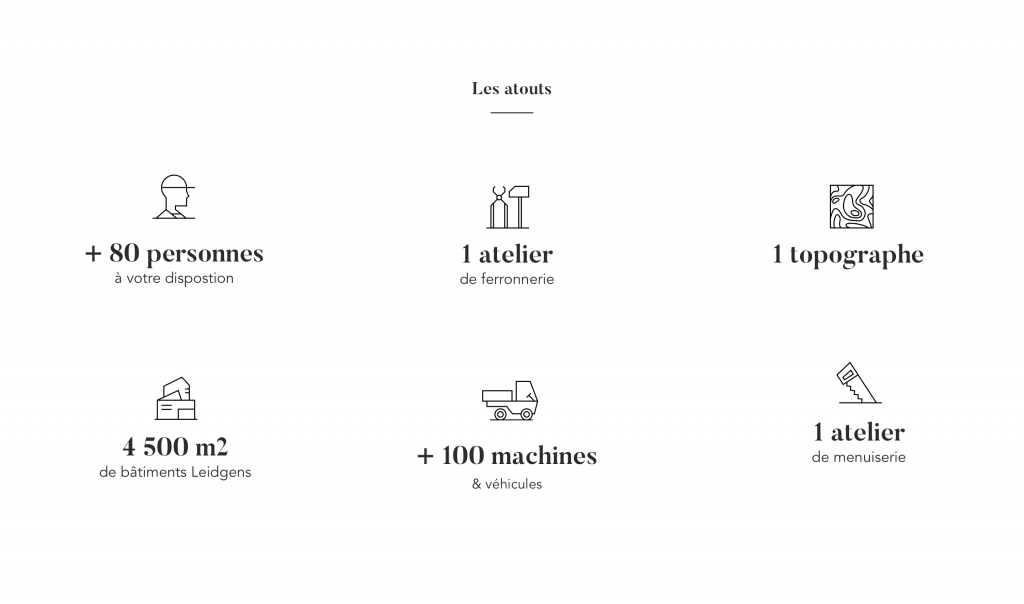 Les atouts
+ 80 personnes
à votre dispostion
1 atelier
de ferronnerie
1 topographe
4 500 m2
de bâtiments Leidgens
+ 100 machines
& véhicules
1 atelier
de menuiserie